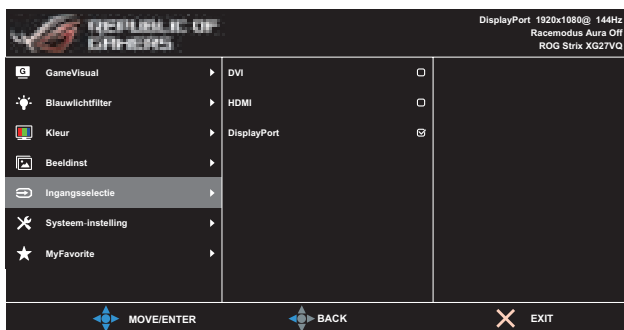 REPUBLIC OF
GAMERS
DisplayPort 1920x1080@ 144Hz
Racemodus Aura Off
ROG Strix XG27VQ
G
GameVisual
Blauwlichtfilter
Kleur
Beeldinst
Ingangsselectie
Systeem-instelling
MyFavorite
DVI
HDMI
DisplayPort
MOVE/ENTER
BACK
EXIT